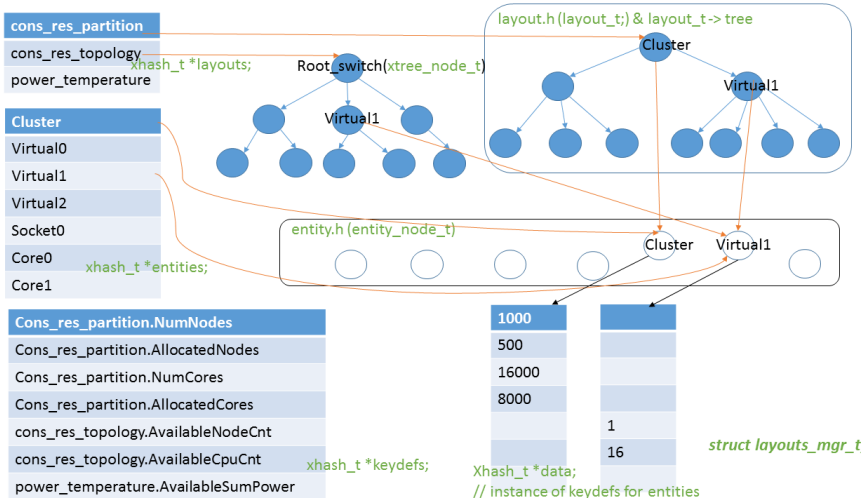 cons_res_partition
cons_res_topology
xhash_t *layouts;
power_temperature
layout.h (layout_t;) & layout_t -> tree
Cluster
Virtual1
Root_switch(xtree_node_t)
Virtual1
Cluster
Virtual0
Virtual1
Virtual2
Socket0
Core0
xhash_t *entities;
Core1
entity.h (entity_node_t)
Cluster
Virtual1
Cons_res_partition.NumNodes
Cons_res_partition.AllocatedNodes
Cons_res_partition.NumCores
Cons_res_partition.AllocatedCores
cons_res_topology.AvailableNodeCnt
cons_res_topology.AvailableCpuCnt
power_temperature.AvailableSumPower
xhash_t *keydefs;
1000
500
16000
8000
1
16
Xhash_t *data;
// instance of keydefs for entities
struct layouts_mgr_t